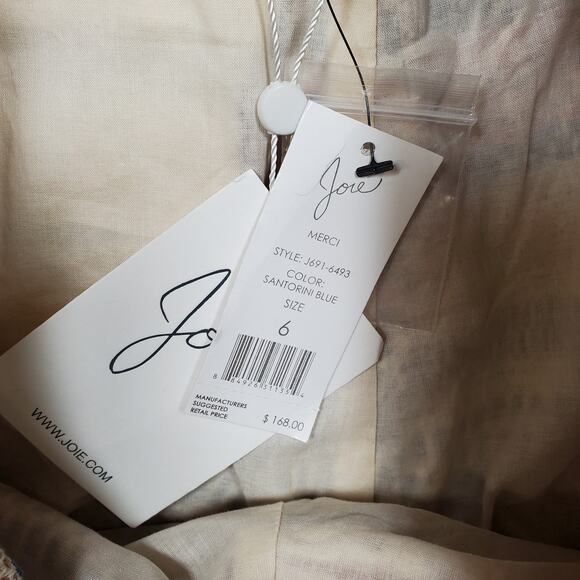 Joie
MERCI
STYLE: J691-6493
COLOR:
SANTORINI BLUE
SIZE
6
MANUFACTURERS
SUGGESTED
RETAIL PRICE
$ 168.00
Jo
WWW.JOIE.COM